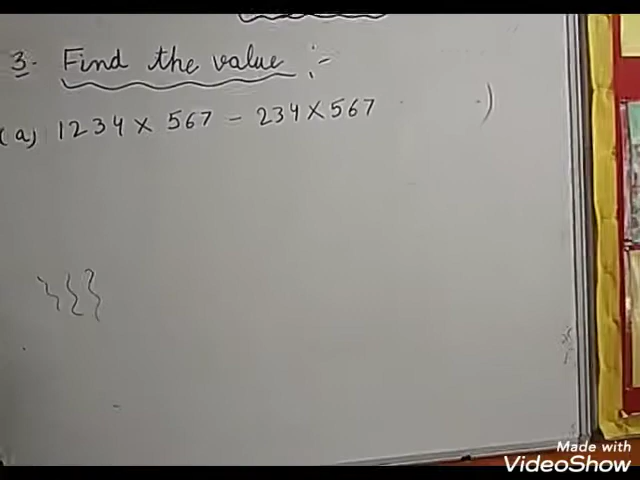 3. Find the value :-
(a) 1234 × 567 - 234 × 567
Made with
VideoShow